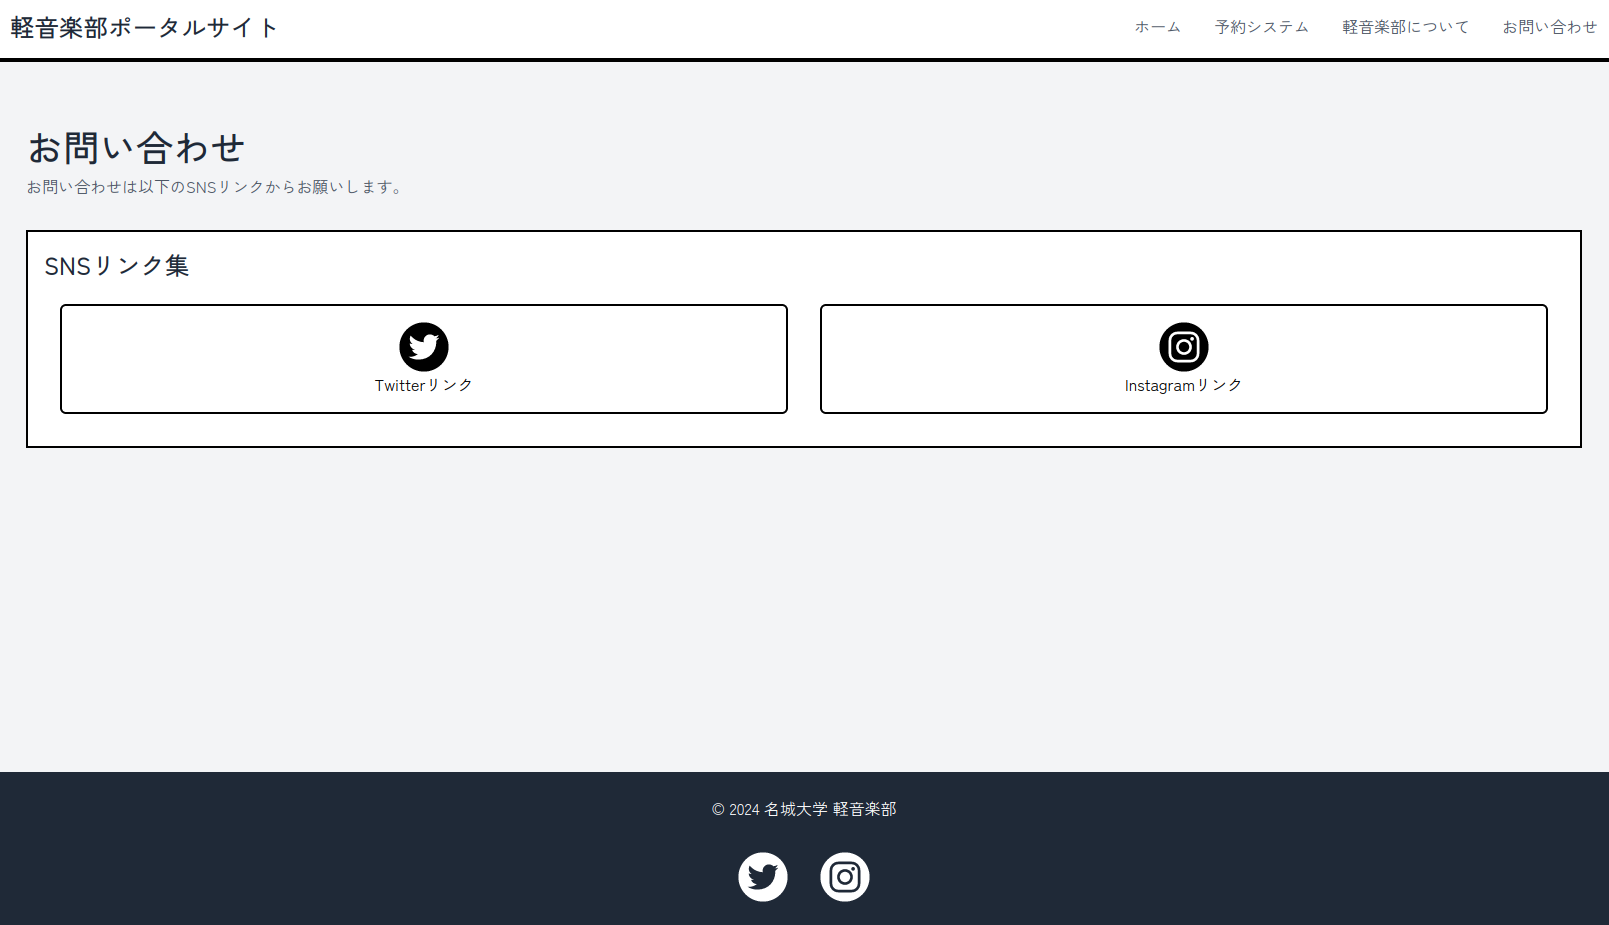 軽音楽部ポータルサイト
ホーム 予約システム 軽音楽部について お問い合わせ
お問い合わせ
お問い合わせは以下のSNSリンクからお願いします。
SNSリンク集
Twitterリンク
Instagramリンク
© 2024 名城大学 軽音楽部